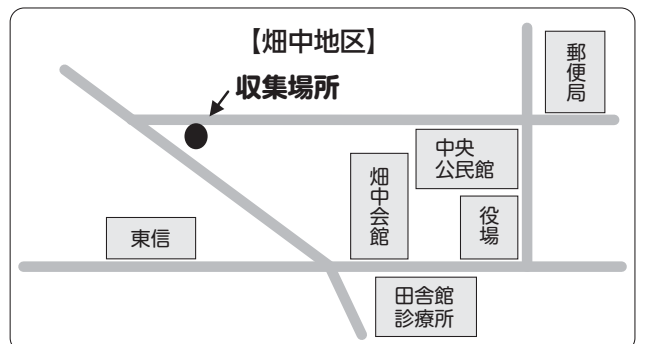 【畑中地区】
収集場所
郵便局
中央
公民館
畑中会館
役場
東信
田舎館
診療所